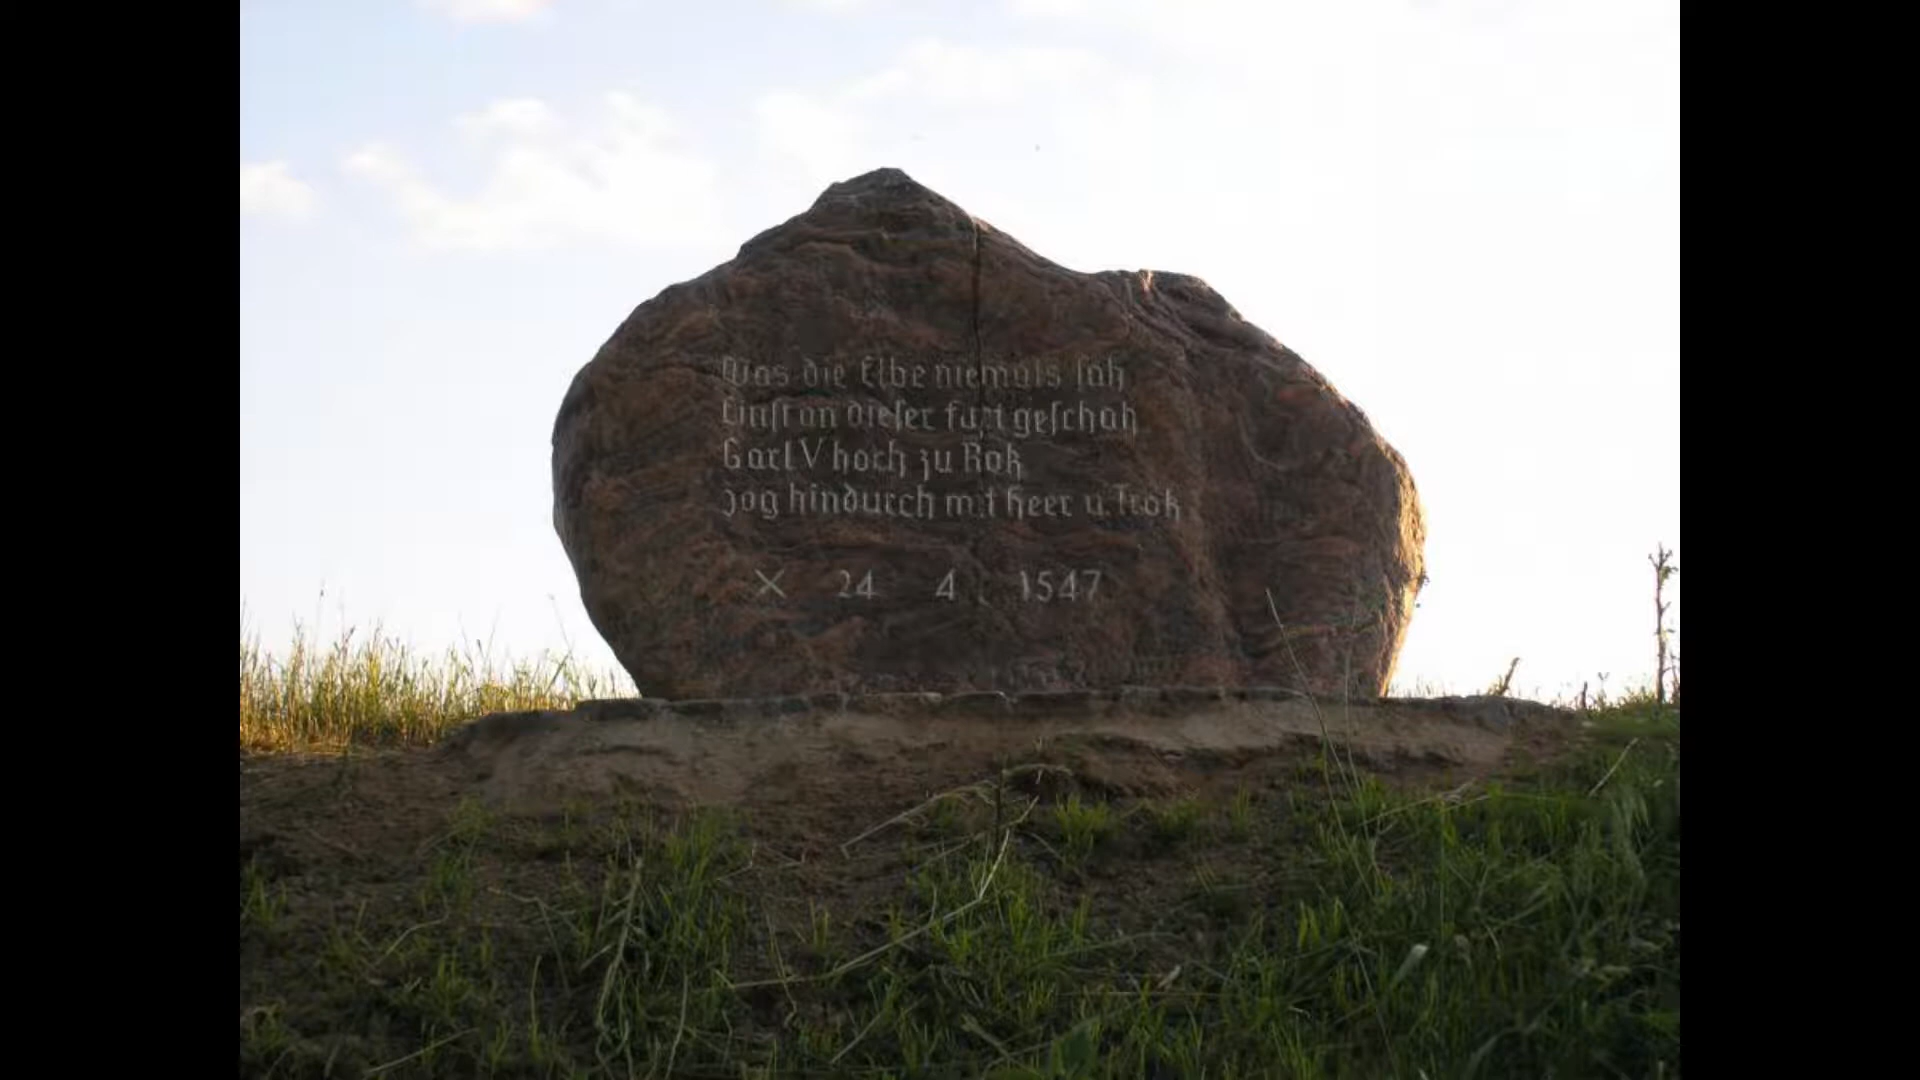 Was die Elbe niemals sah
Einst an dieser furt geschah
Carl V hoch zu Roß
zog hindurch mit Heer u. Troß
× 24 4 1547